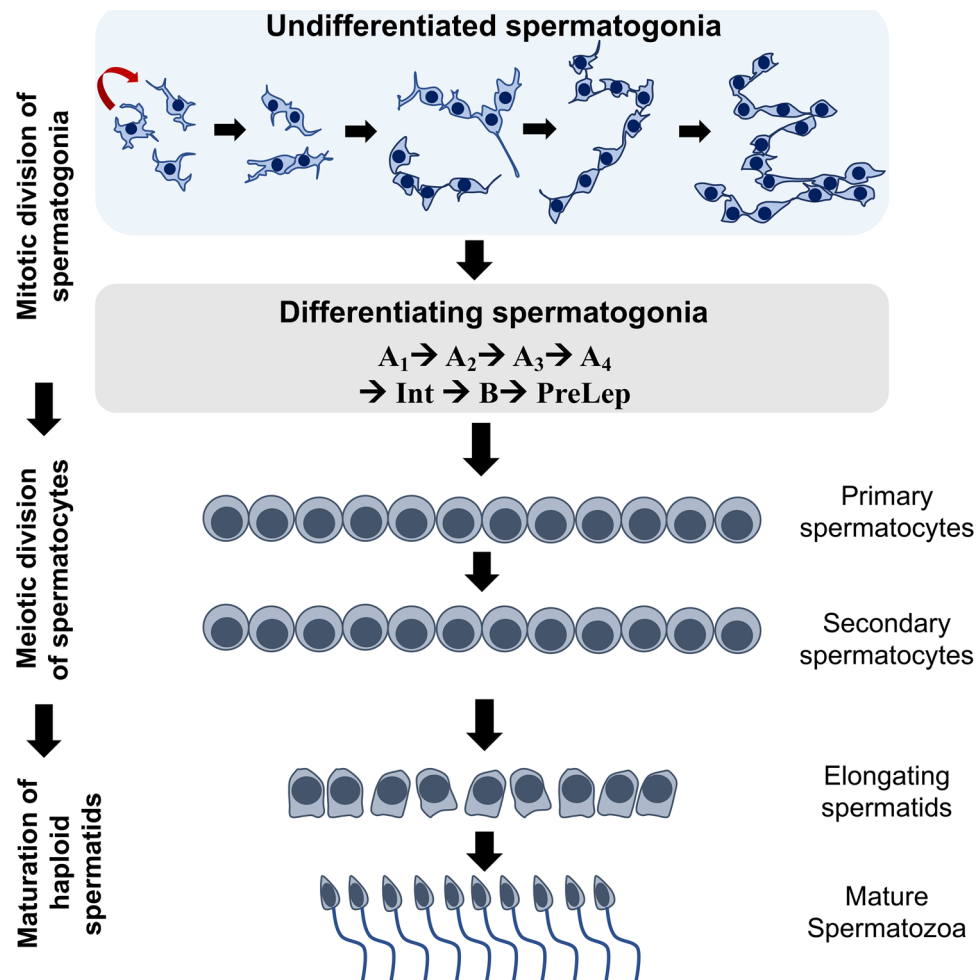 Undifferentiated spermatogonia
Mitotic division of
spermatogonia
Differentiating spermatogonia
A₁→ A₂→ A₃→ A₄
→ Int → B→ PreLep
Meiotic division
of spermatocytes
Primary
spermatocytes
Secondary
spermatocytes
Maturation of
haploid
spermatids
Elongating
spermatids
Mature
Spermatozoa